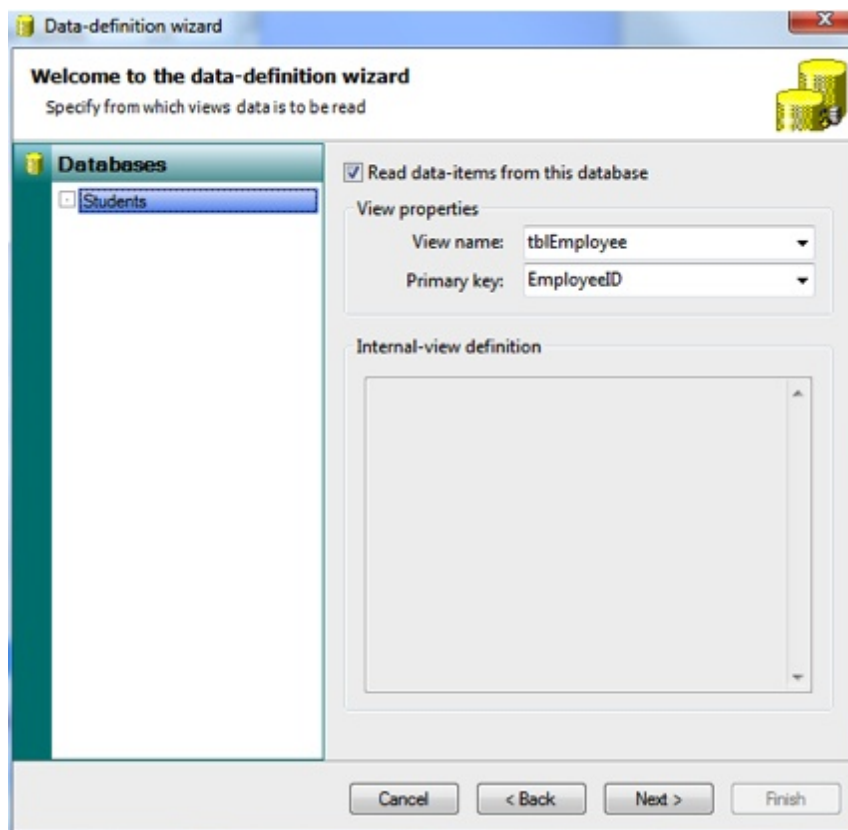 Data-definition wizard
Welcome to the data-definition wizard
Specify from which views data is to be read
Databases
Students
Read data-items from this database
View properties
View name: tblEmployee
Primary key: EmployeeID
Internal-view definition
Cancel < Back Next > Finish